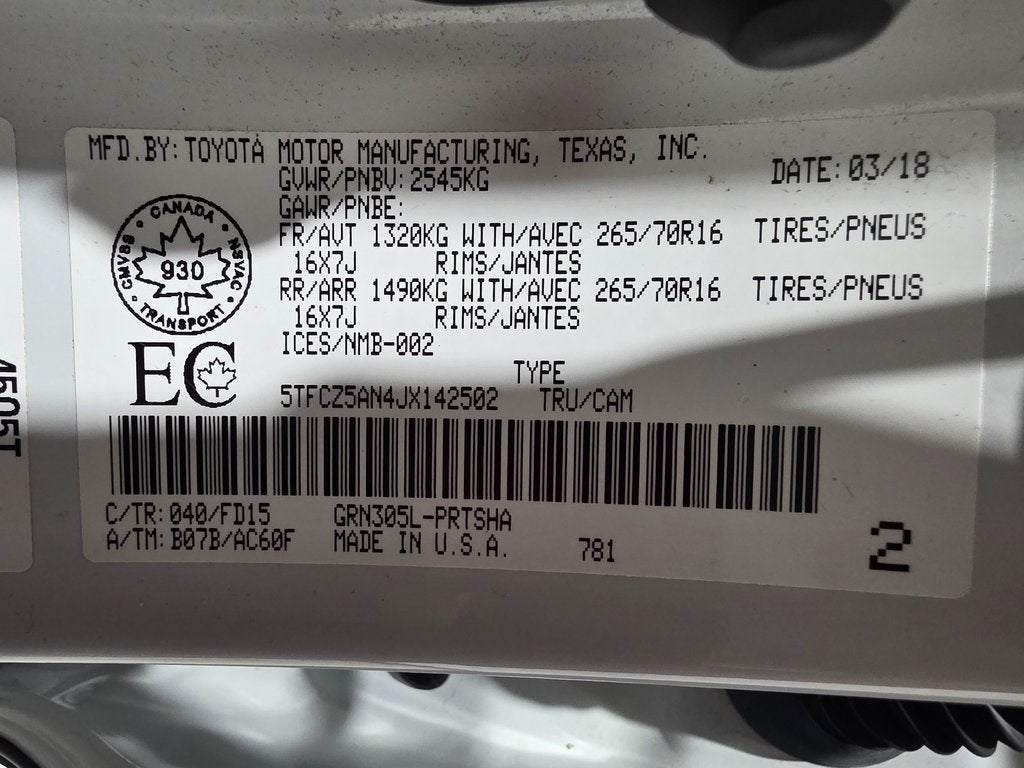 MFD.BY:TOYOTA MOTOR MANUFACTURING, TEXAS, INC.
GVWR/PNBV:2545KG
DATE:03/18
GAWR/PNBE:
FR/AVT 1320KG WITH/AVEC 265/70R16 TIRES/PNEUS
16X7J RIMS/JANTES
RR/ARR 1490KG WITH/AVEC 265/70R16 TIRES/PNEUS
16X7J RIMS/JANTES
ICES/NMB-002
CANADA
CMVSS 930 NSVAC
TRANSPORT
EC
TYPE
5TFCZ5AN4JX142502 TRU/CAM
C/TR:040/FD15 GRN305L-PRTSHA
A/TM:B07B/AC60F MADE IN U.S.A. 781
2
4505T